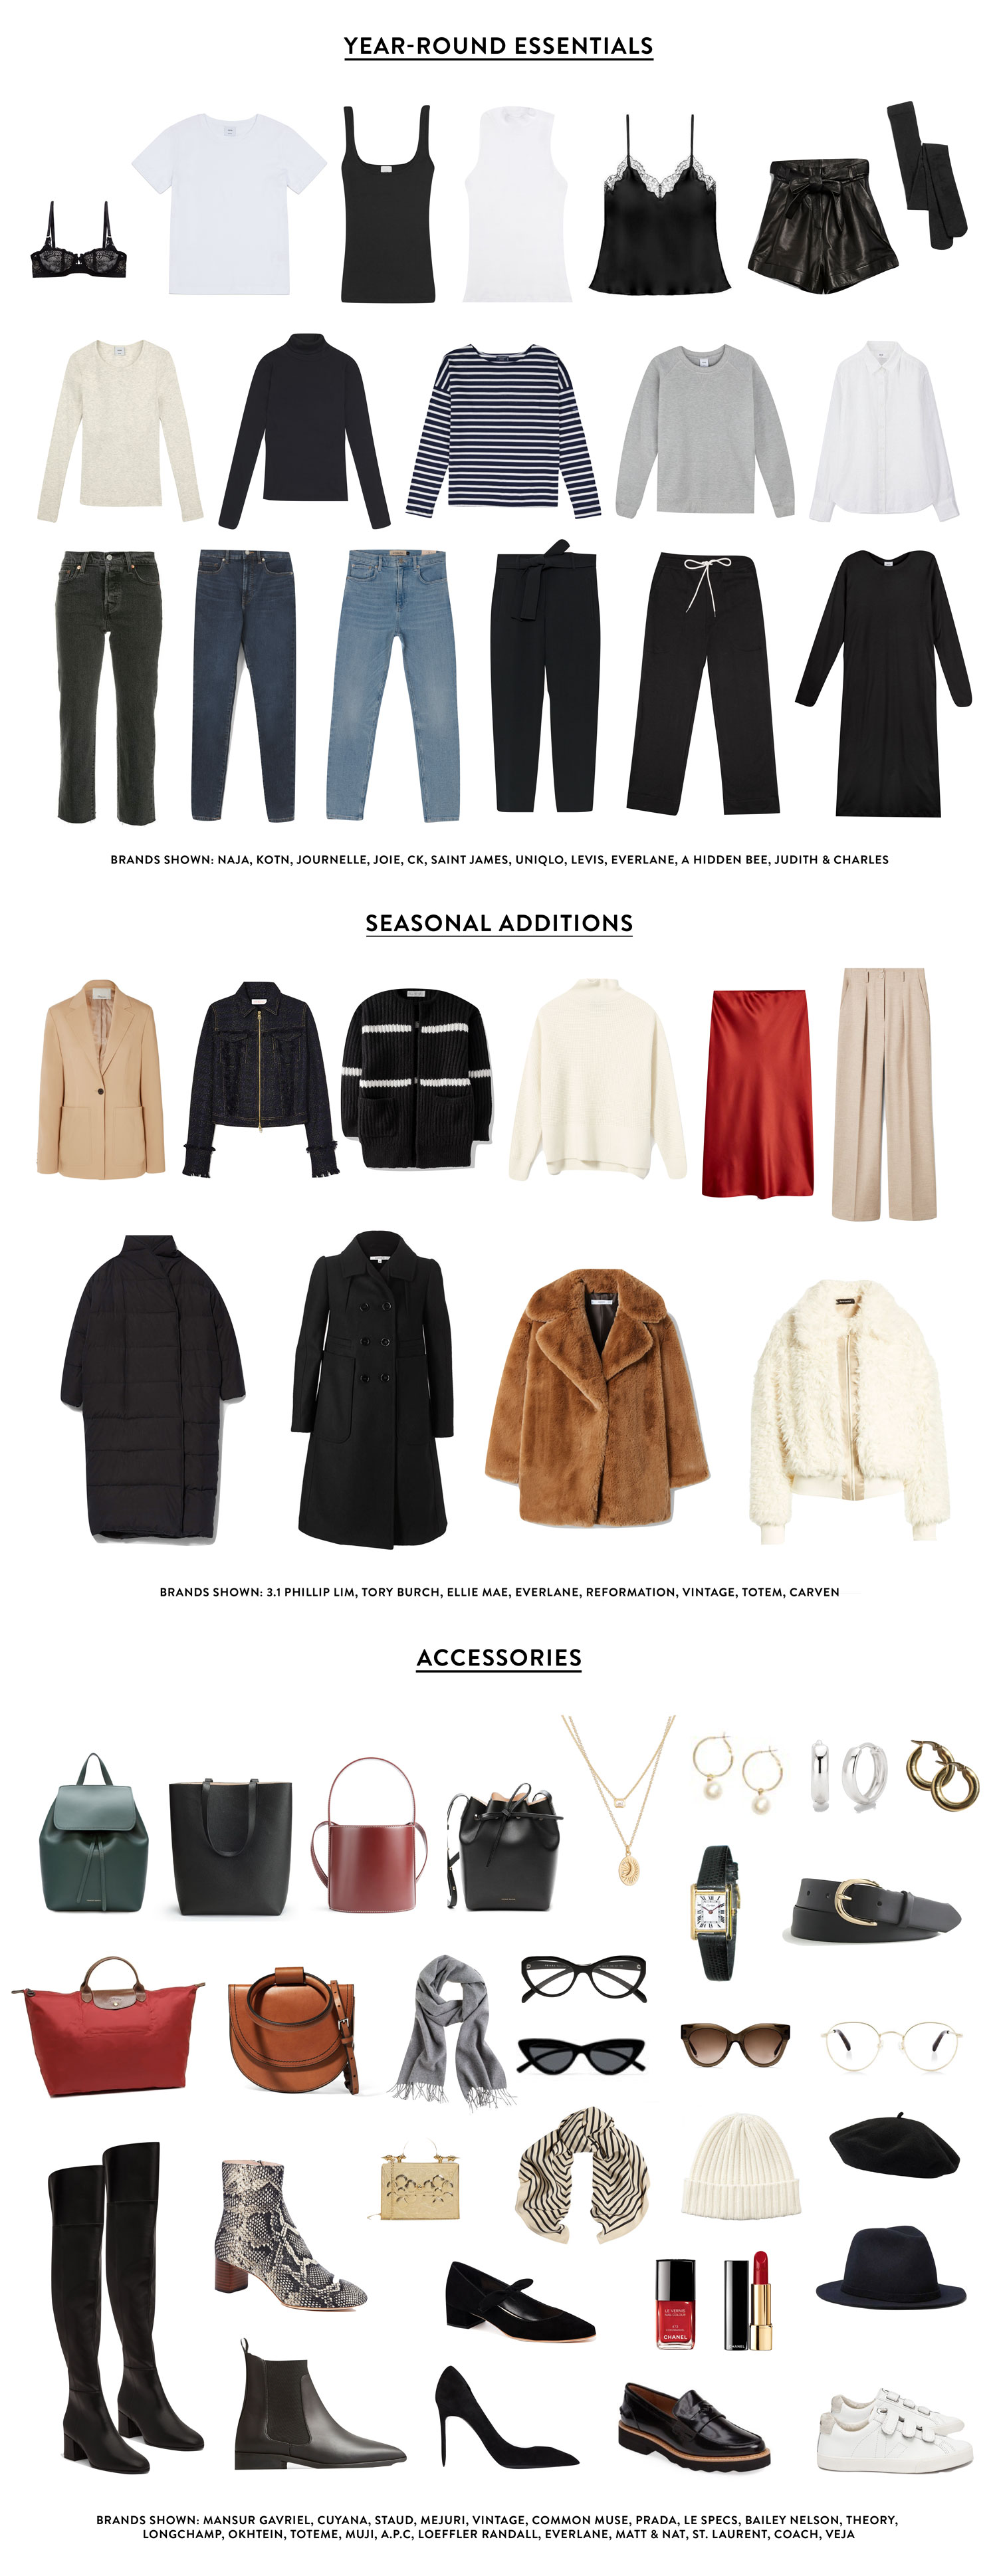 YEAR-ROUND ESSENTIALS
BRANDS SHOWN: NAJA, KOTN, JOURNELLE, JOIE, CK, SAINT JAMES, UNIQLO, LEVIS, EVERLANE, A HIDDEN BEE, JUDITH & CHARLES
SEASONAL ADDITIONS
BRANDS SHOWN: 3.1 PHILLIP LIM, TORY BURCH, ELLIE MAE, EVERLANE, REFORMATION, VINTAGE, TOTEM, CARVEN
ACCESSORIES
LE VERNIS
CHANEL
CHANEL
BRANDS SHOWN: MANSUR GAVRIEL, CUYANA, STAUD, MEJURI, VINTAGE, COMMON MUSE, PRADA, LE SPECS, BAILEY NELSON, THEORY,
LONGCHAMP, OKHTEIN, TOTEME, MUJI, A.P.C, LOEFFLER RANDALL, EVERLANE, MATT & NAT, ST. LAURENT, COACH, VEJA